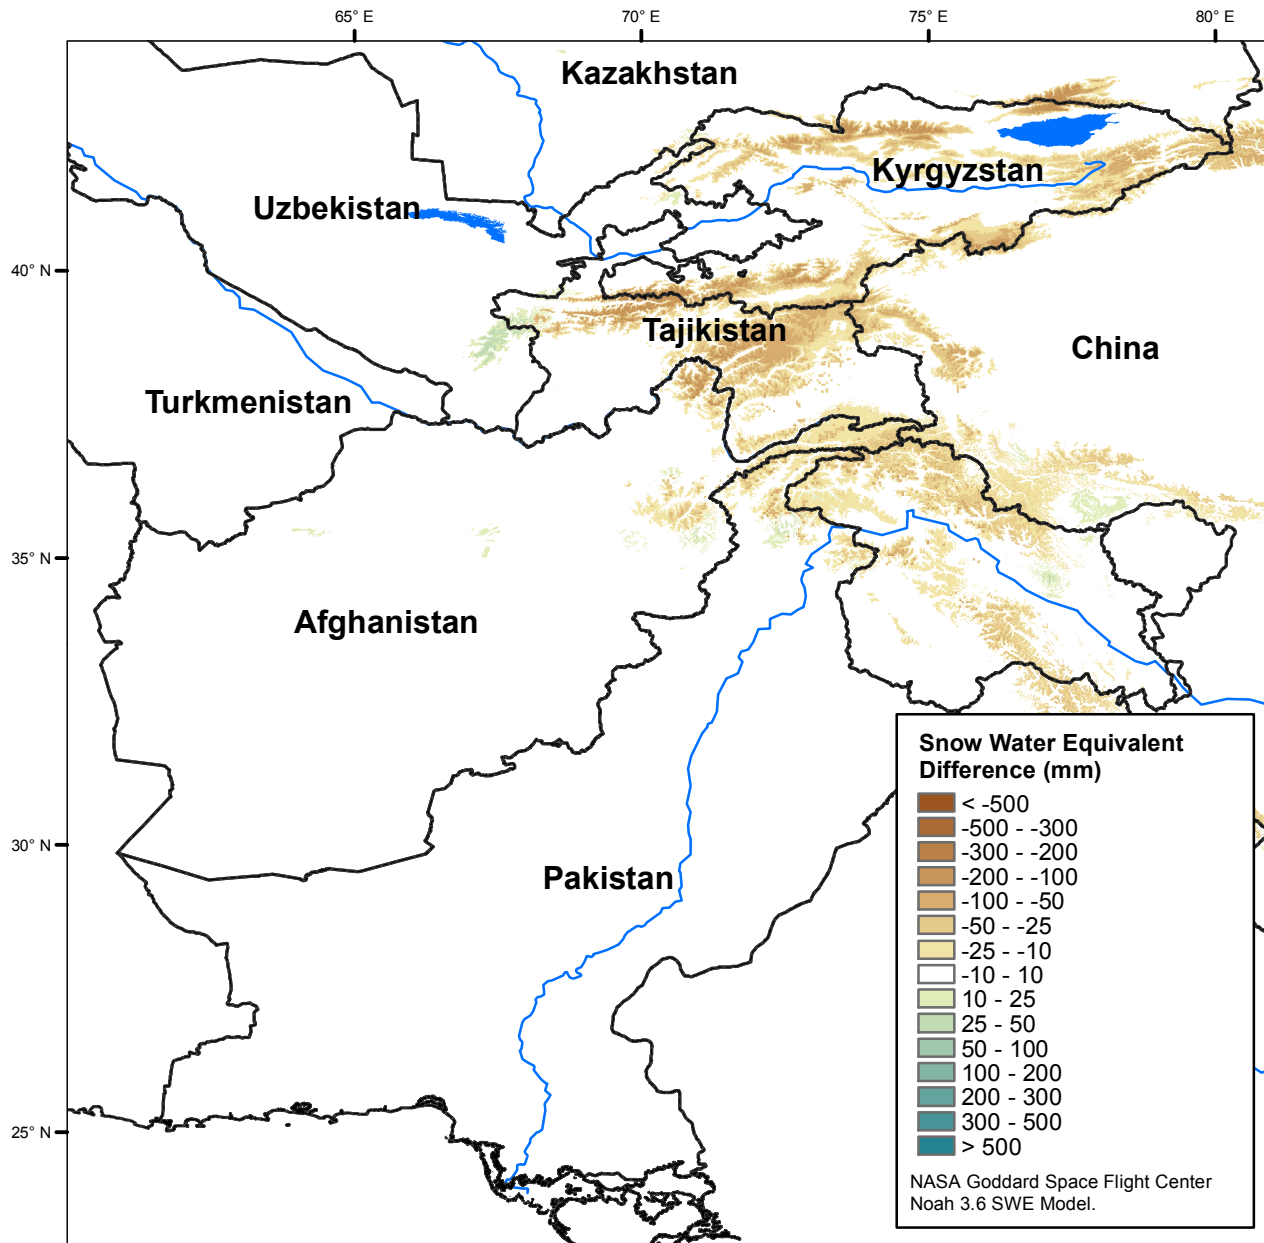 65° E
70° E
75° E
80° E
Kazakhstan
Kyrgyzstan
Uzbekistan
40° N
Tajikistan
China
Turkmenistan
35° N
Afghanistan
30° N
Pakistan
25° N
Snow Water Equivalent
Difference (mm)
< -500
-500 - -300
-300 - -200
-200 - -100
-100 - -50
-50 - -25
-25 - -10
-10 - 10
10 - 25
25 - 50
50 - 100
100 - 200
200 - 300
300 - 500
> 500
NASA Goddard Space Flight Center
Noah 3.6 SWE Model.